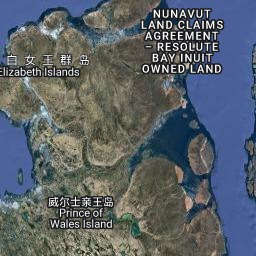 NUNAVUT
LAND CLAIMS
AGREEMENT
– RESOLUTE
BAY INUIT
OWNED LAND
白女王群岛
Elizabeth Islands
威尔士亲王岛
Prince of
Wales Island